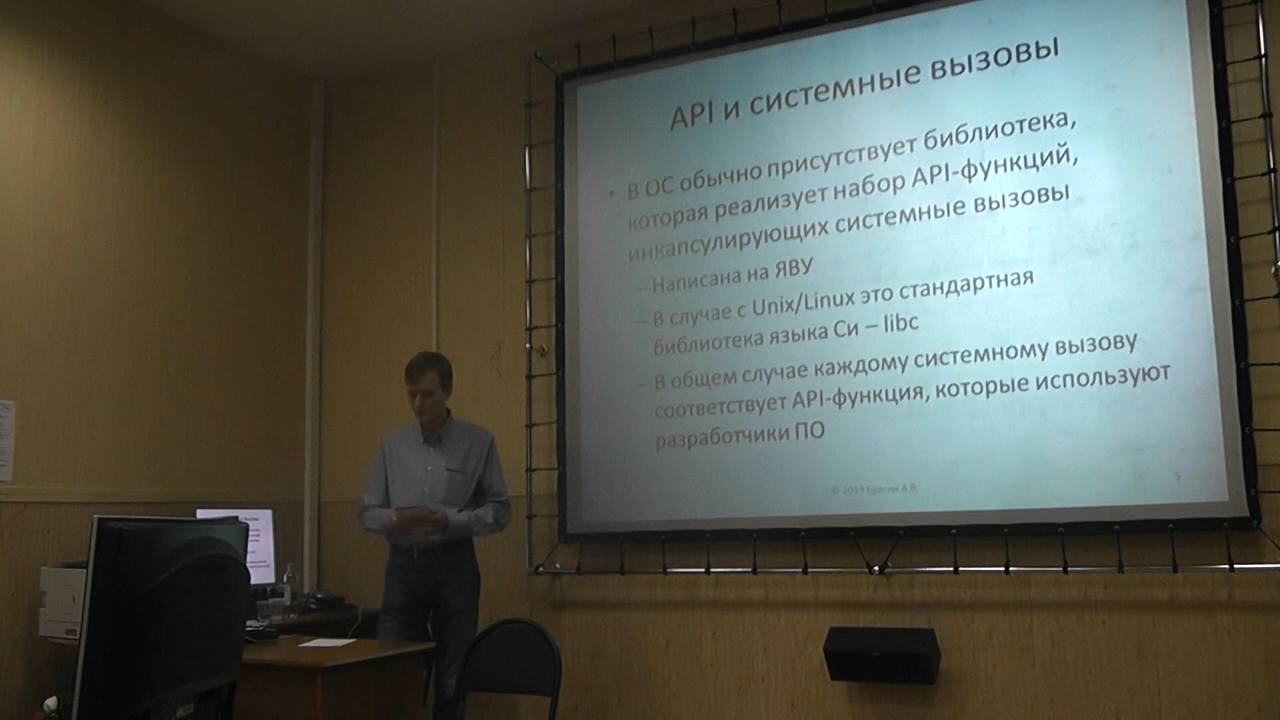 API и системные вызовы
• В ОС обычно присутствует библиотека,
которая реализует набор API-функций,
инкапсулирующих системные вызовы
– Написана на ЯВУ
– В случае с Unix/Linux это стандартная
библиотека языка Си – libc
– В общем случае каждому системному вызову
соответствует API-функция, которые используют
разработчики ПО
5